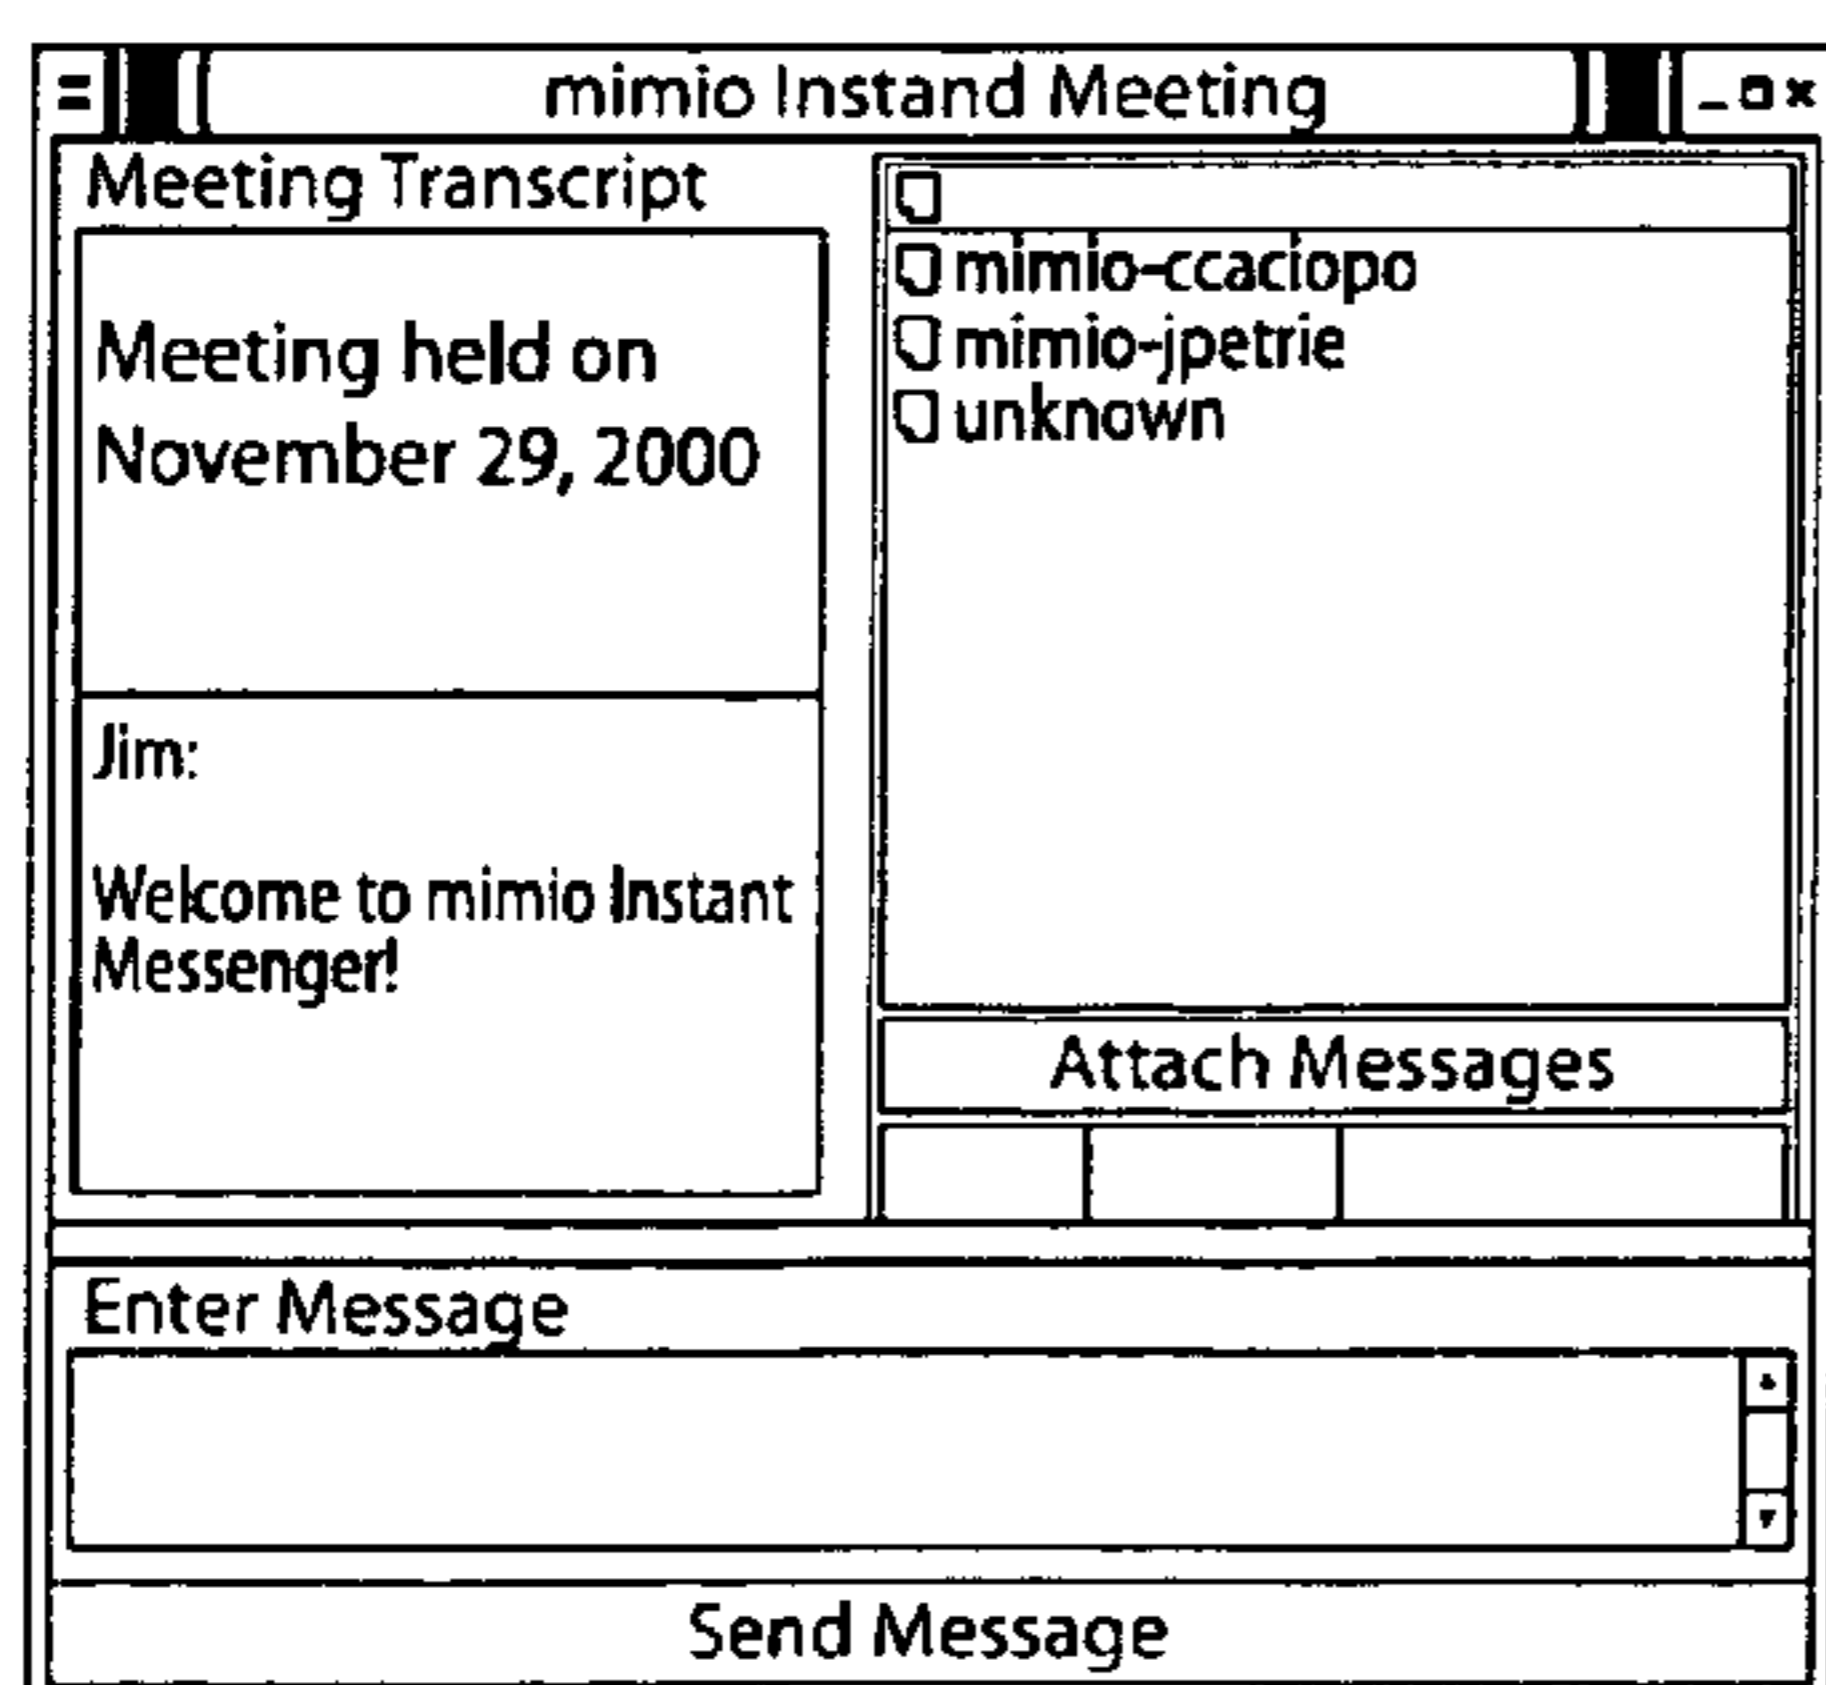 mimio Instand Meeting
Meeting Transcript
Meeting held on
November 29, 2000
Jim:
Welcome to mimio Instant
Messenger!
mimio-ccaciopo
mimio-jpetrie
unknown
Attach Messages
Enter Message
Send Message